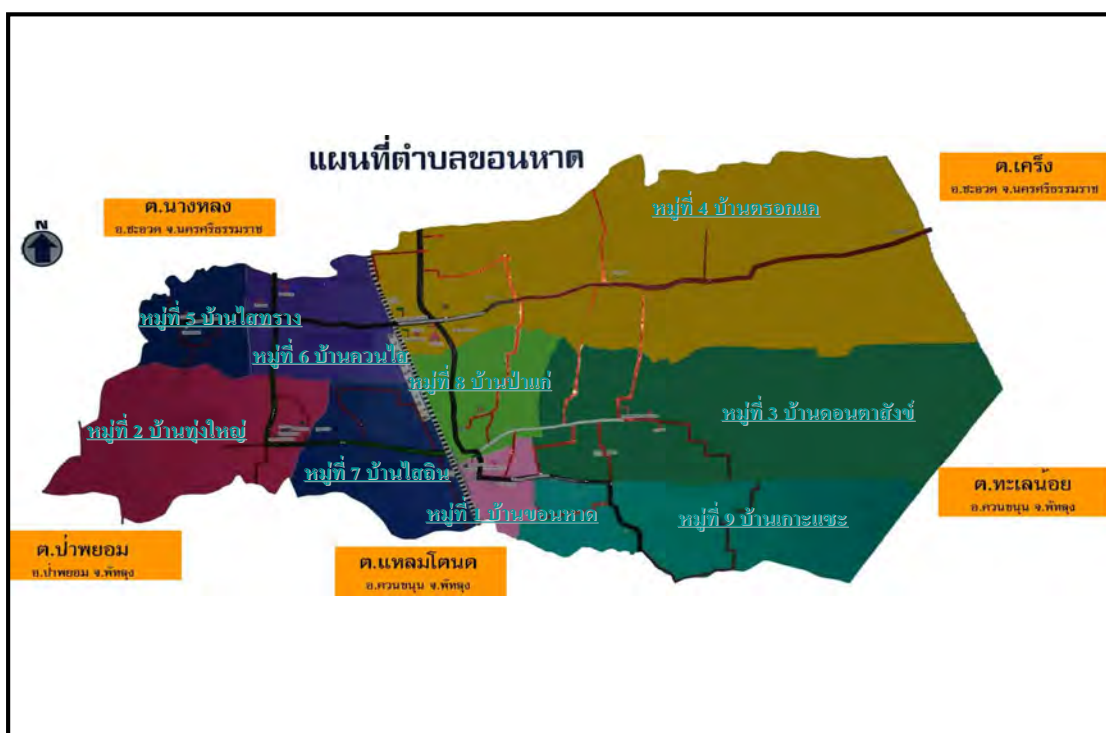 แผนที่ตำบลขอนหาด
ต.เคร็ง
อ.ชะอวด จ.นครศรีธรรมราช
ต.นางหลง
อ.ชะอวด จ.นครศรีธรรมราช
N
หมู่ที่ 4 บ้านตรอกแค
หมู่ที่ 5 บ้านไสทราง
หมู่ที่ 6 บ้านควนใส
หมู่ที่ 8 บ้านป่าแก่
หมู่ที่ 3 บ้านดอนตาสังข์
หมู่ที่ 2 บ้านทุ่งใหญ่
หมู่ที่ 7 บ้านไสถิน
หมู่ที่ 1 บ้านขอนหาด
หมู่ที่ 9 บ้านเกาะแซะ
ต.ทะเลน้อย
อ.ควนขนุน จ.พัทลุง
ต.ป่าพยอม
อ.ป่าพยอม จ.พัทลุง
ต.แหลมโตนด
อ.ควนขนุน จ.พัทลุง